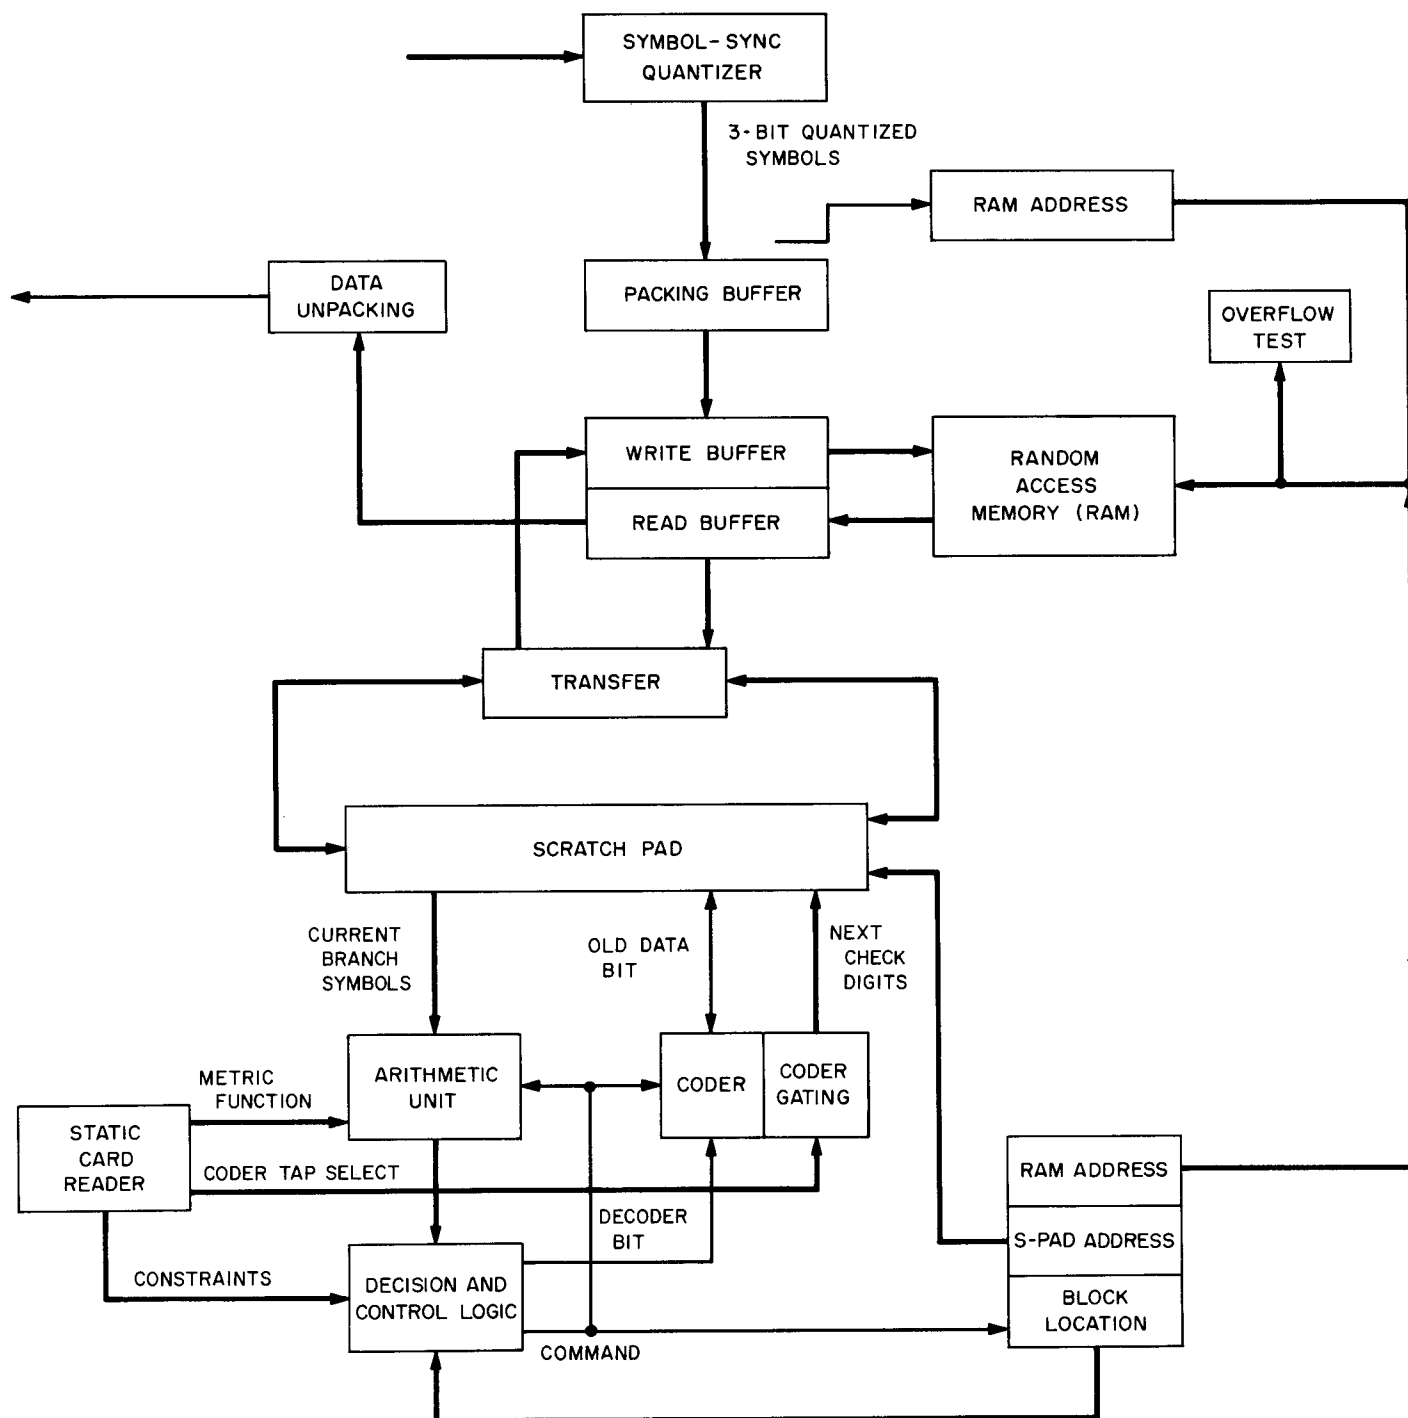 SYMBOL-SYNC
QUANTIZER
3-BIT QUANTIZED
SYMBOLS
RAM ADDRESS
DATA
UNPACKING
PACKING BUFFER
OVERFLOW
TEST
WRITE BUFFER
READ BUFFER
RANDOM
ACCESS
MEMORY (RAM)
TRANSFER
SCRATCH PAD
CURRENT
BRANCH
SYMBOLS
OLD DATA
BIT
NEXT
CHECK
DIGITS
METRIC
FUNCTION
ARITHMETIC
UNIT
CODER
CODER
GATING
STATIC
CARD
READER
CODER TAP SELECT
DECODER
BIT
RAM ADDRESS
S-PAD ADDRESS
BLOCK
LOCATION
CONSTRAINTS
DECISION AND
CONTROL LOGIC
COMMAND